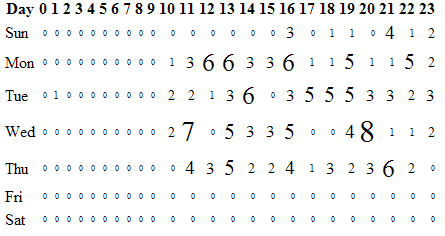 Day 0 1 2 3 4 5 6 7 8 9 10 11 12 13 14 15 16 17 18 19 20 21 22 23
Sun 0 0 0 0 0 0 0 0 0 0 0 0 0 0 0 0 3 0 1 1 0 4 1 2
Mon 0 0 0 0 0 0 0 0 0 0 1 3 6 6 3 3 6 1 1 5 1 1 5 2
Tue 0 1 0 0 0 0 0 0 0 0 2 2 1 3 6 0 3 5 5 5 3 3 2 3
Wed 0 0 0 0 0 0 0 0 0 0 2 7 0 5 3 3 5 0 0 4 8 1 1 2
Thu 0 0 0 0 0 0 0 0 0 0 0 4 3 5 2 2 4 1 3 2 3 6 2 0
Fri 0 0 0 0 0 0 0 0 0 0 0 0 0 0 0 0 0 0 0 0 0 0 0 0
Sat 0 0 0 0 0 0 0 0 0 0 0 0 0 0 0 0 0 0 0 0 0 0 0 0